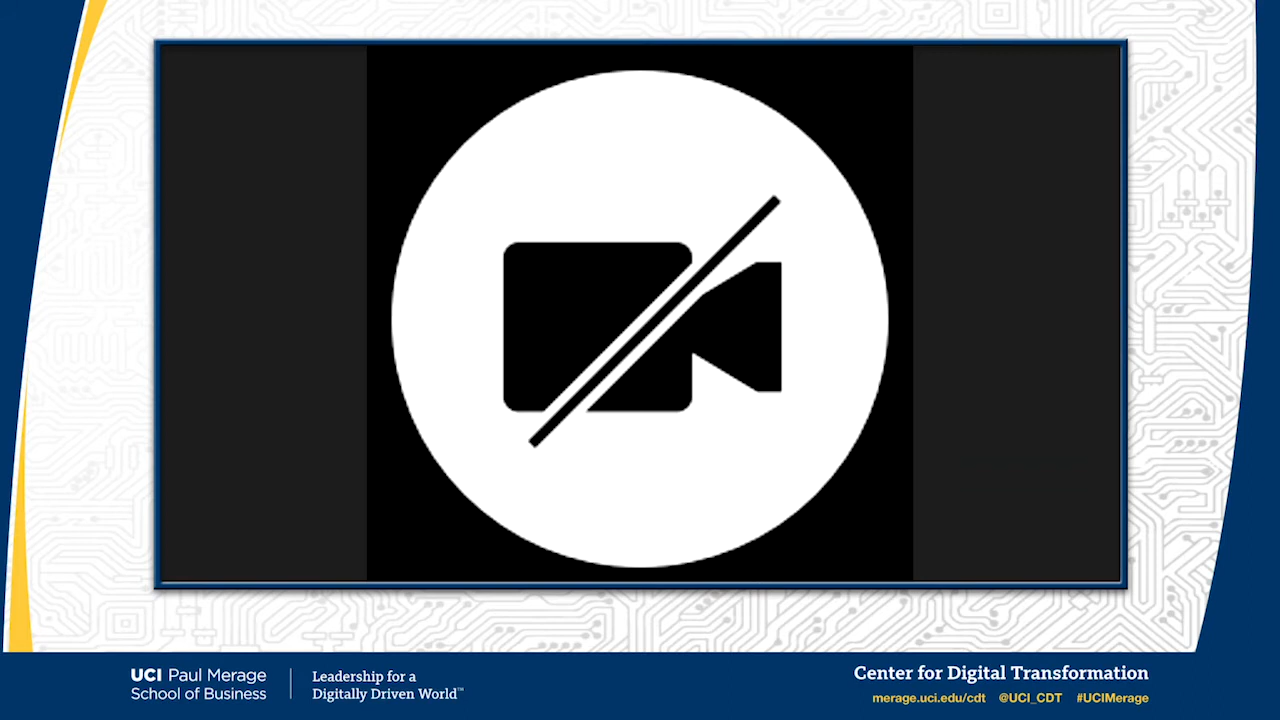 UCI Paul Merage
School of Business
Leadership for a
Digitally Driven World™
Center for Digital Transformation
merage.uci.edu/cdt @UCI_CDT #UCIMerage